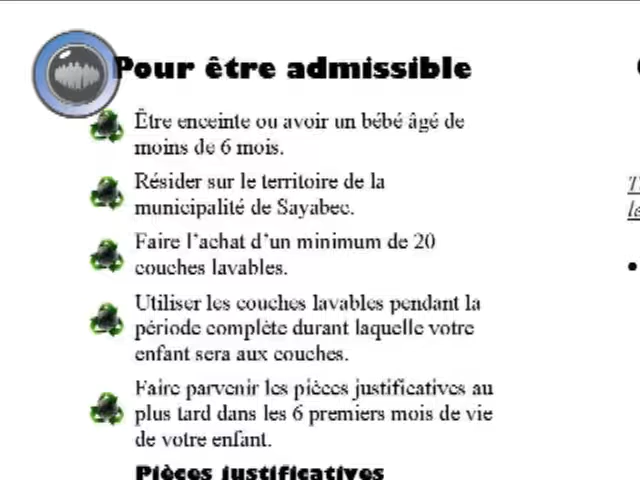 Pour être admissible
Être enceinte ou avoir un bébé âgé de
moins de 6 mois.
Résider sur le territoire de la
municipalité de Sayabec.
Faire l'achat d'un minimum de 20
couches lavables.
Utiliser les couches lavables pendant la
période complète durant laquelle votre
enfant sera aux couches.
Faire parvenir les pièces justificatives au
plus tard dans les 6 premiers mois de vie
de votre enfant.
Pièces justificatives